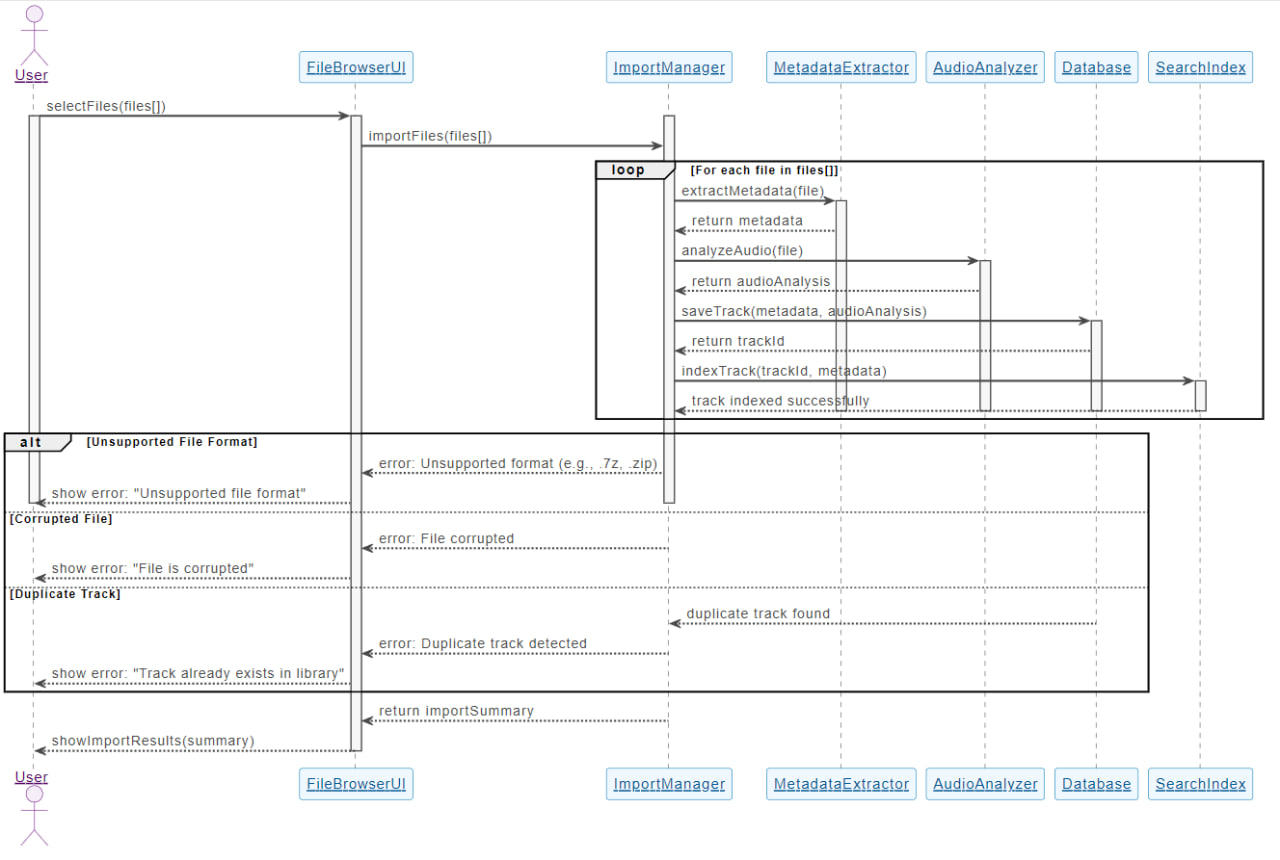 User
FileBrowserUI
ImportManager
MetadataExtractor
AudioAnalyzer
Database
SearchIndex
selectFiles(files[])
importFiles(files[])
loop
[For each file in files[]]
extractMetadata(file)
return metadata
analyzeAudio(file)
return audioAnalysis
saveTrack(metadata, audioAnalysis)
return trackId
indexTrack(trackId, metadata)
track indexed successfully
alt
[Unsupported File Format]
error: Unsupported format (e.g., .7z, .zip)
show error: "Unsupported file format"
[Corrupted File]
error: File corrupted
show error: "File is corrupted"
[Duplicate Track]
duplicate track found
error: Duplicate track detected
show error: "Track already exists in library"
return importSummary
showImportResults(summary)
User
FileBrowserUI
ImportManager
MetadataExtractor
AudioAnalyzer
Database
SearchIndex